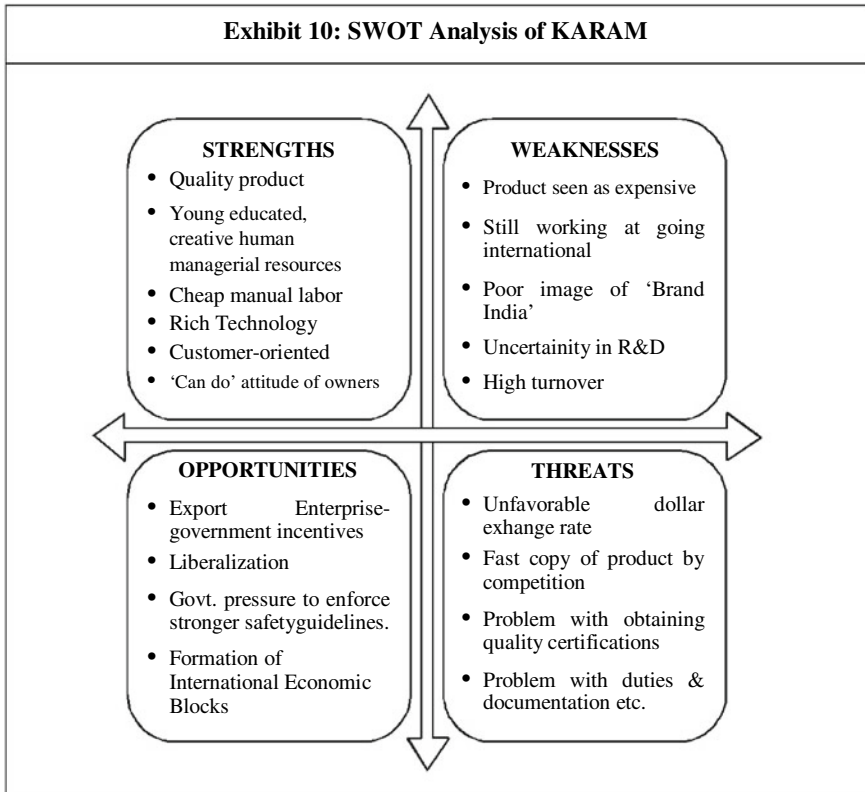 Exhibit 10: SWOT Analysis of KARAM
STRENGTHS
• Quality product
• Young educated,
creative human
managerial resources
• Cheap manual labor
• Rich Technology
• Customer-oriented
• ‘Can do’ attitude of owners
WEAKNESSES
• Product seen as expensive
• Still working at going
international
• Poor image of ‘Brand
India’
• Uncertainity in R&D
• High turnover
OPPORTUNITIES
• Export Enterprise-
government incentives
• Liberalization
• Govt. pressure to enforce
stronger safetyguidelines.
• Formation of
International Economic
Blocks
THREATS
• Unfavorable dollar
exhange rate
• Fast copy of product by
competition
• Problem with obtaining
quality certifications
• Problem with duties &
documentation etc.